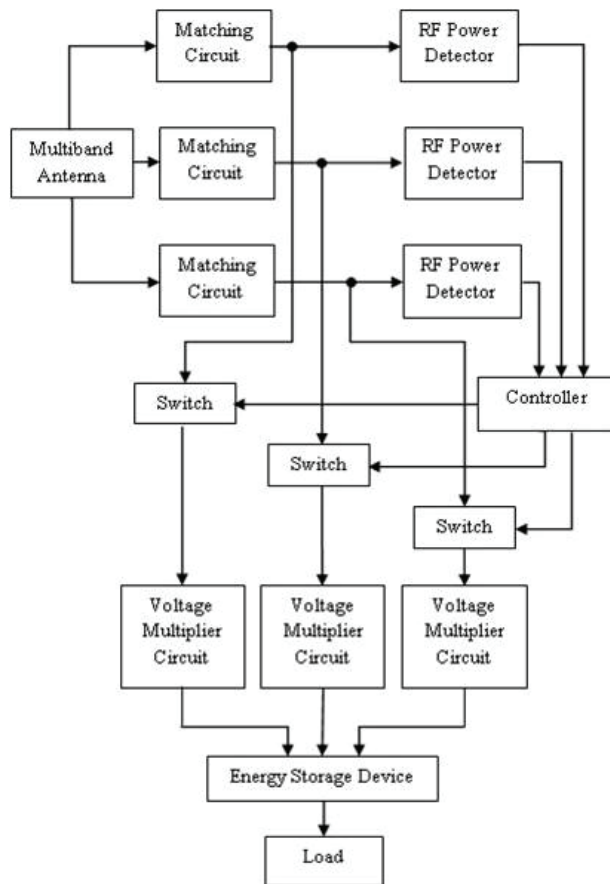 Matching
Circuit
RF Power
Detector
Multiband
Antenna
Matching
Circuit
RF Power
Detector
Matching
Circuit
RF Power
Detector
Switch
Controller
Switch
Switch
Voltage
Multiplier
Circuit
Voltage
Multiplier
Circuit
Voltage
Multiplier
Circuit
Energy Storage Device
Load